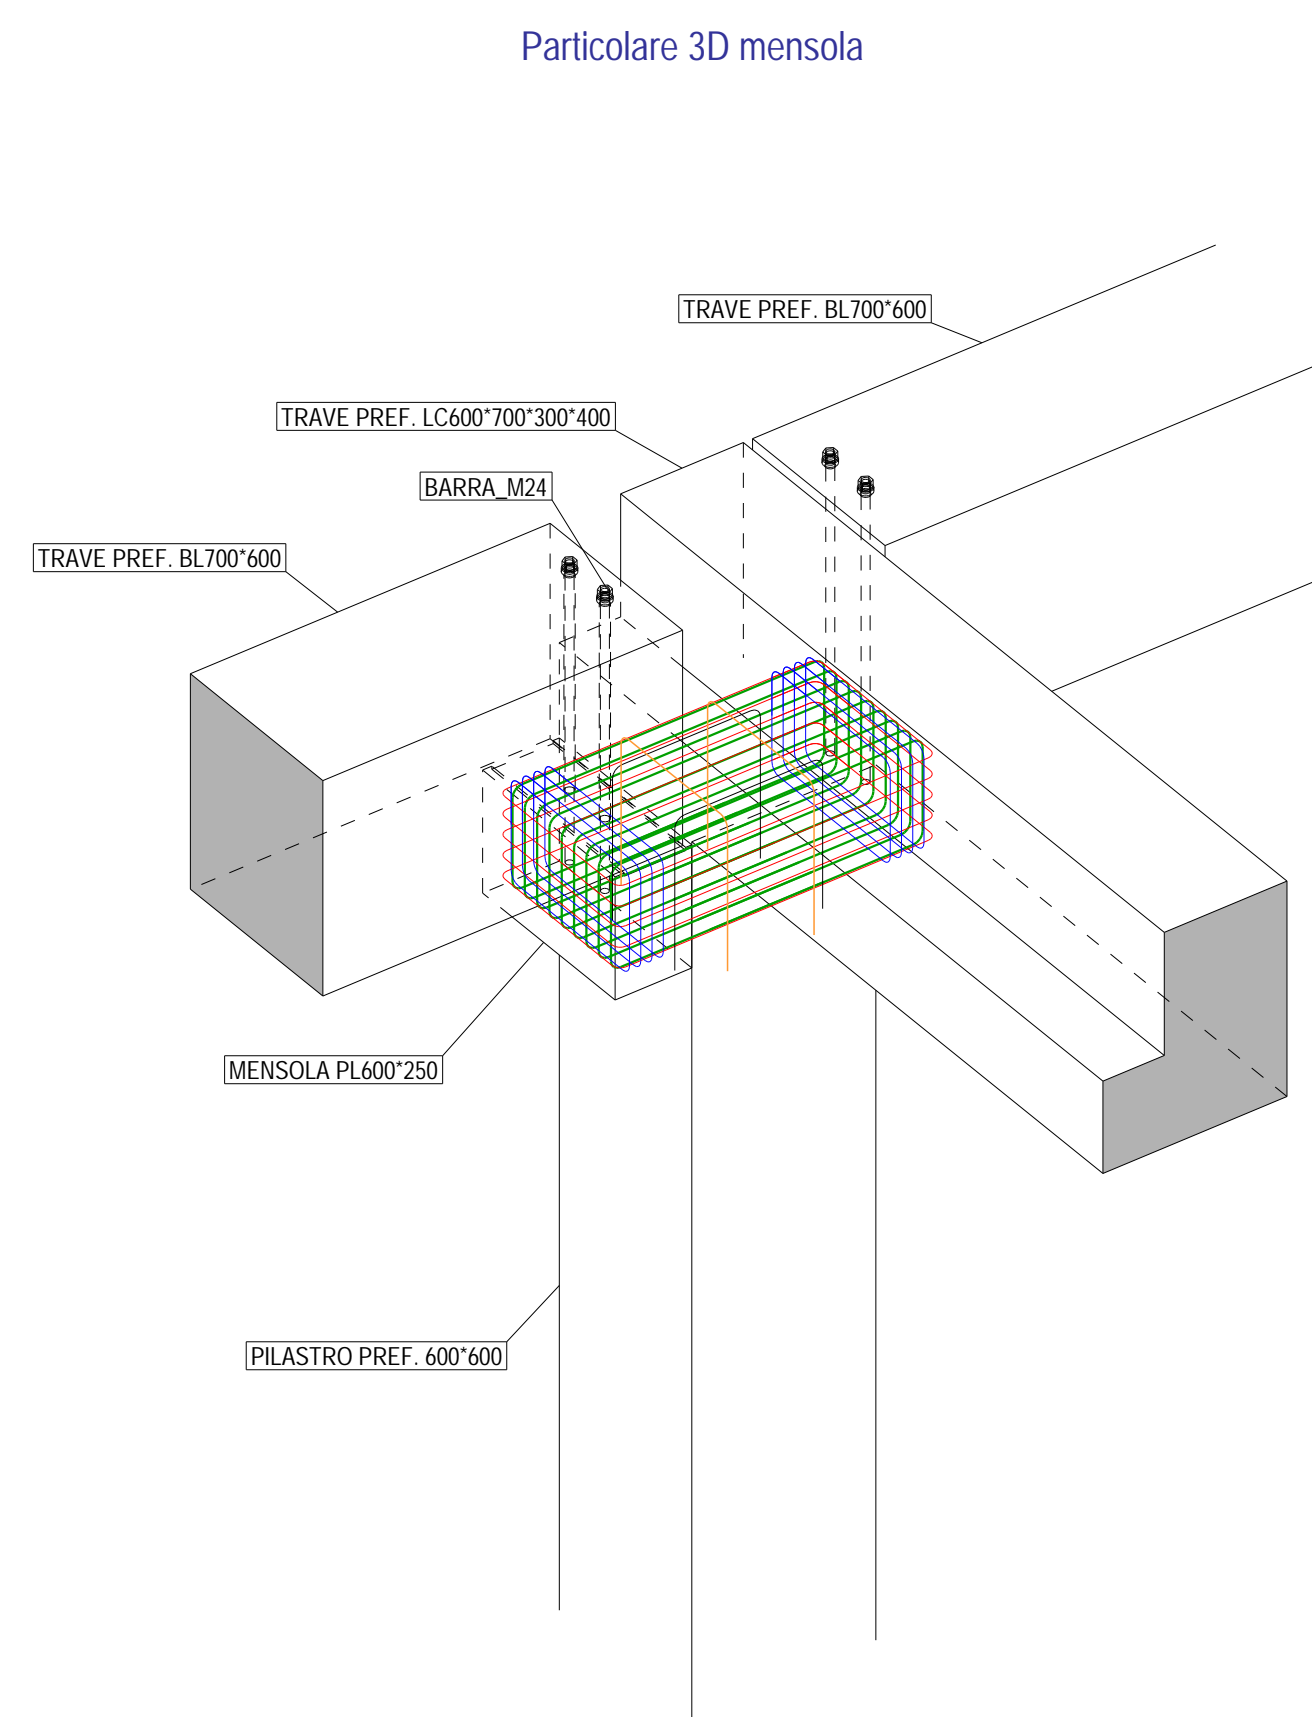 Particolare 3D mensola
TRAVE PREF. BL700*600
TRAVE PREF. LC600*700*300*400
BARRA_M24
TRAVE PREF. BL700*600
MENSOLA PL600*250
PILASTRO PREF. 600*600